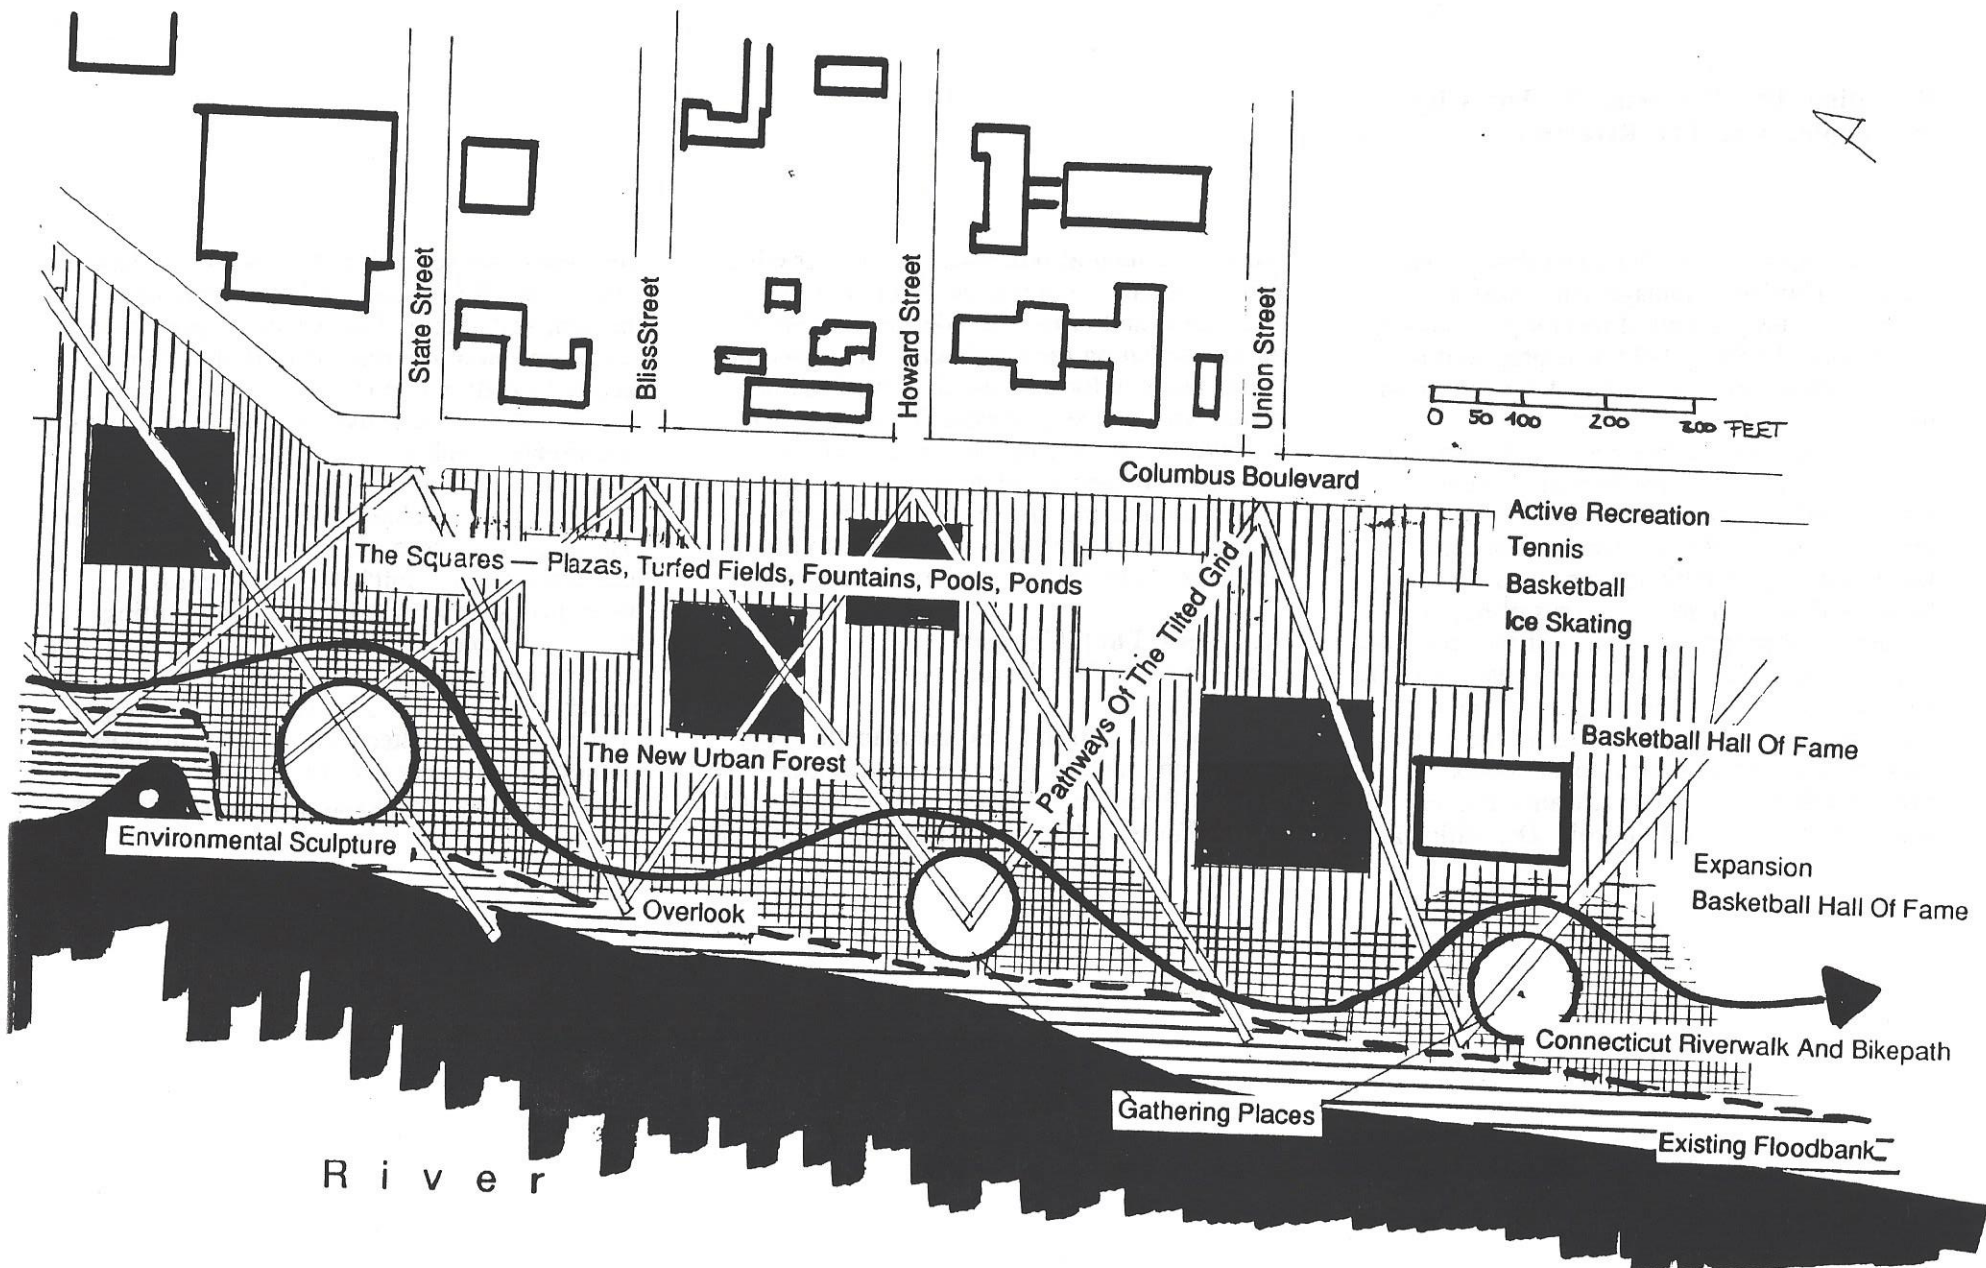 State Street
BlissStreet
Howard Street
Union Street
0 50 100 200 300 FEET
Columbus Boulevard
Active Recreation
Tennis
Basketball
Ice Skating
The Squares — Plazas, Turfed Fields, Fountains, Pools, Ponds
Pathways Of The Tilted Grid
The New Urban Forest
Basketball Hall Of Fame
Environmental Sculpture
Expansion
Basketball Hall Of Fame
Overlook
Connecticut Riverwalk And Bikepath
Gathering Places
Existing Floodbank
River